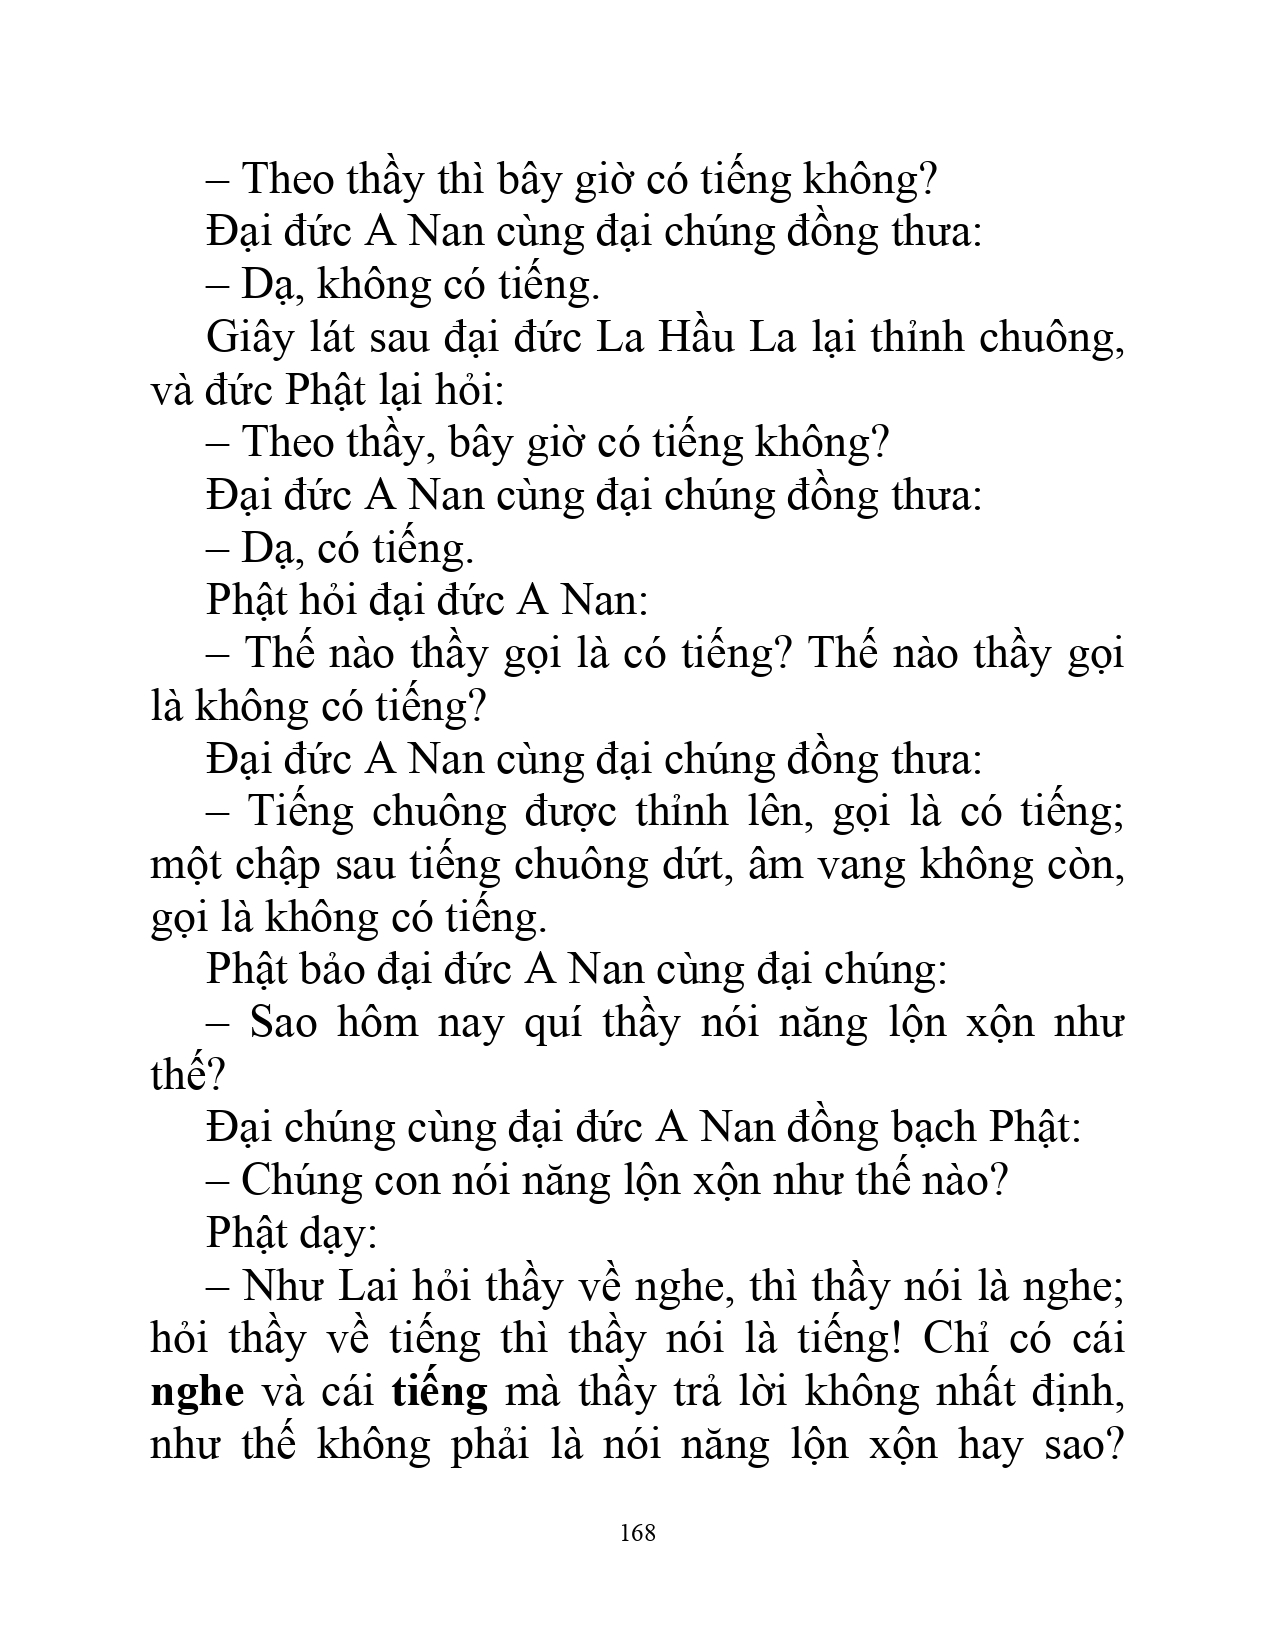 – Theo thầy thì bây giờ có tiếng không?
Đại đức A Nan cùng đại chúng đồng thưa:
– Dạ, không có tiếng.
Giây lát sau đại đức La Hầu La lại thỉnh chuông,
và đức Phật lại hỏi:
– Theo thầy, bây giờ có tiếng không?
Đại đức A Nan cùng đại chúng đồng thưa:
– Dạ, có tiếng.
Phật hỏi đại đức A Nan:
– Thế nào thầy gọi là có tiếng? Thế nào thầy gọi
là không có tiếng?
Đại đức A Nan cùng đại chúng đồng thưa:
– Tiếng chuông được thỉnh lên, gọi là có tiếng;
một chập sau tiếng chuông dứt, âm vang không còn,
gọi là không có tiếng.
Phật bảo đại đức A Nan cùng đại chúng:
– Sao hôm nay quí thầy nói năng lộn xộn như
thế?
Đại chúng cùng đại đức A Nan đồng bạch Phật:
– Chúng con nói năng lộn xộn như thế nào?
Phật dạy:
– Như Lai hỏi thầy về nghe, thì thầy nói là nghe;
hỏi thầy về tiếng thì thầy nói là tiếng! Chỉ có cái
nghe và cái tiếng mà thầy trả lời không nhất định,
như thế không phải là nói năng lộn xộn hay sao?
168